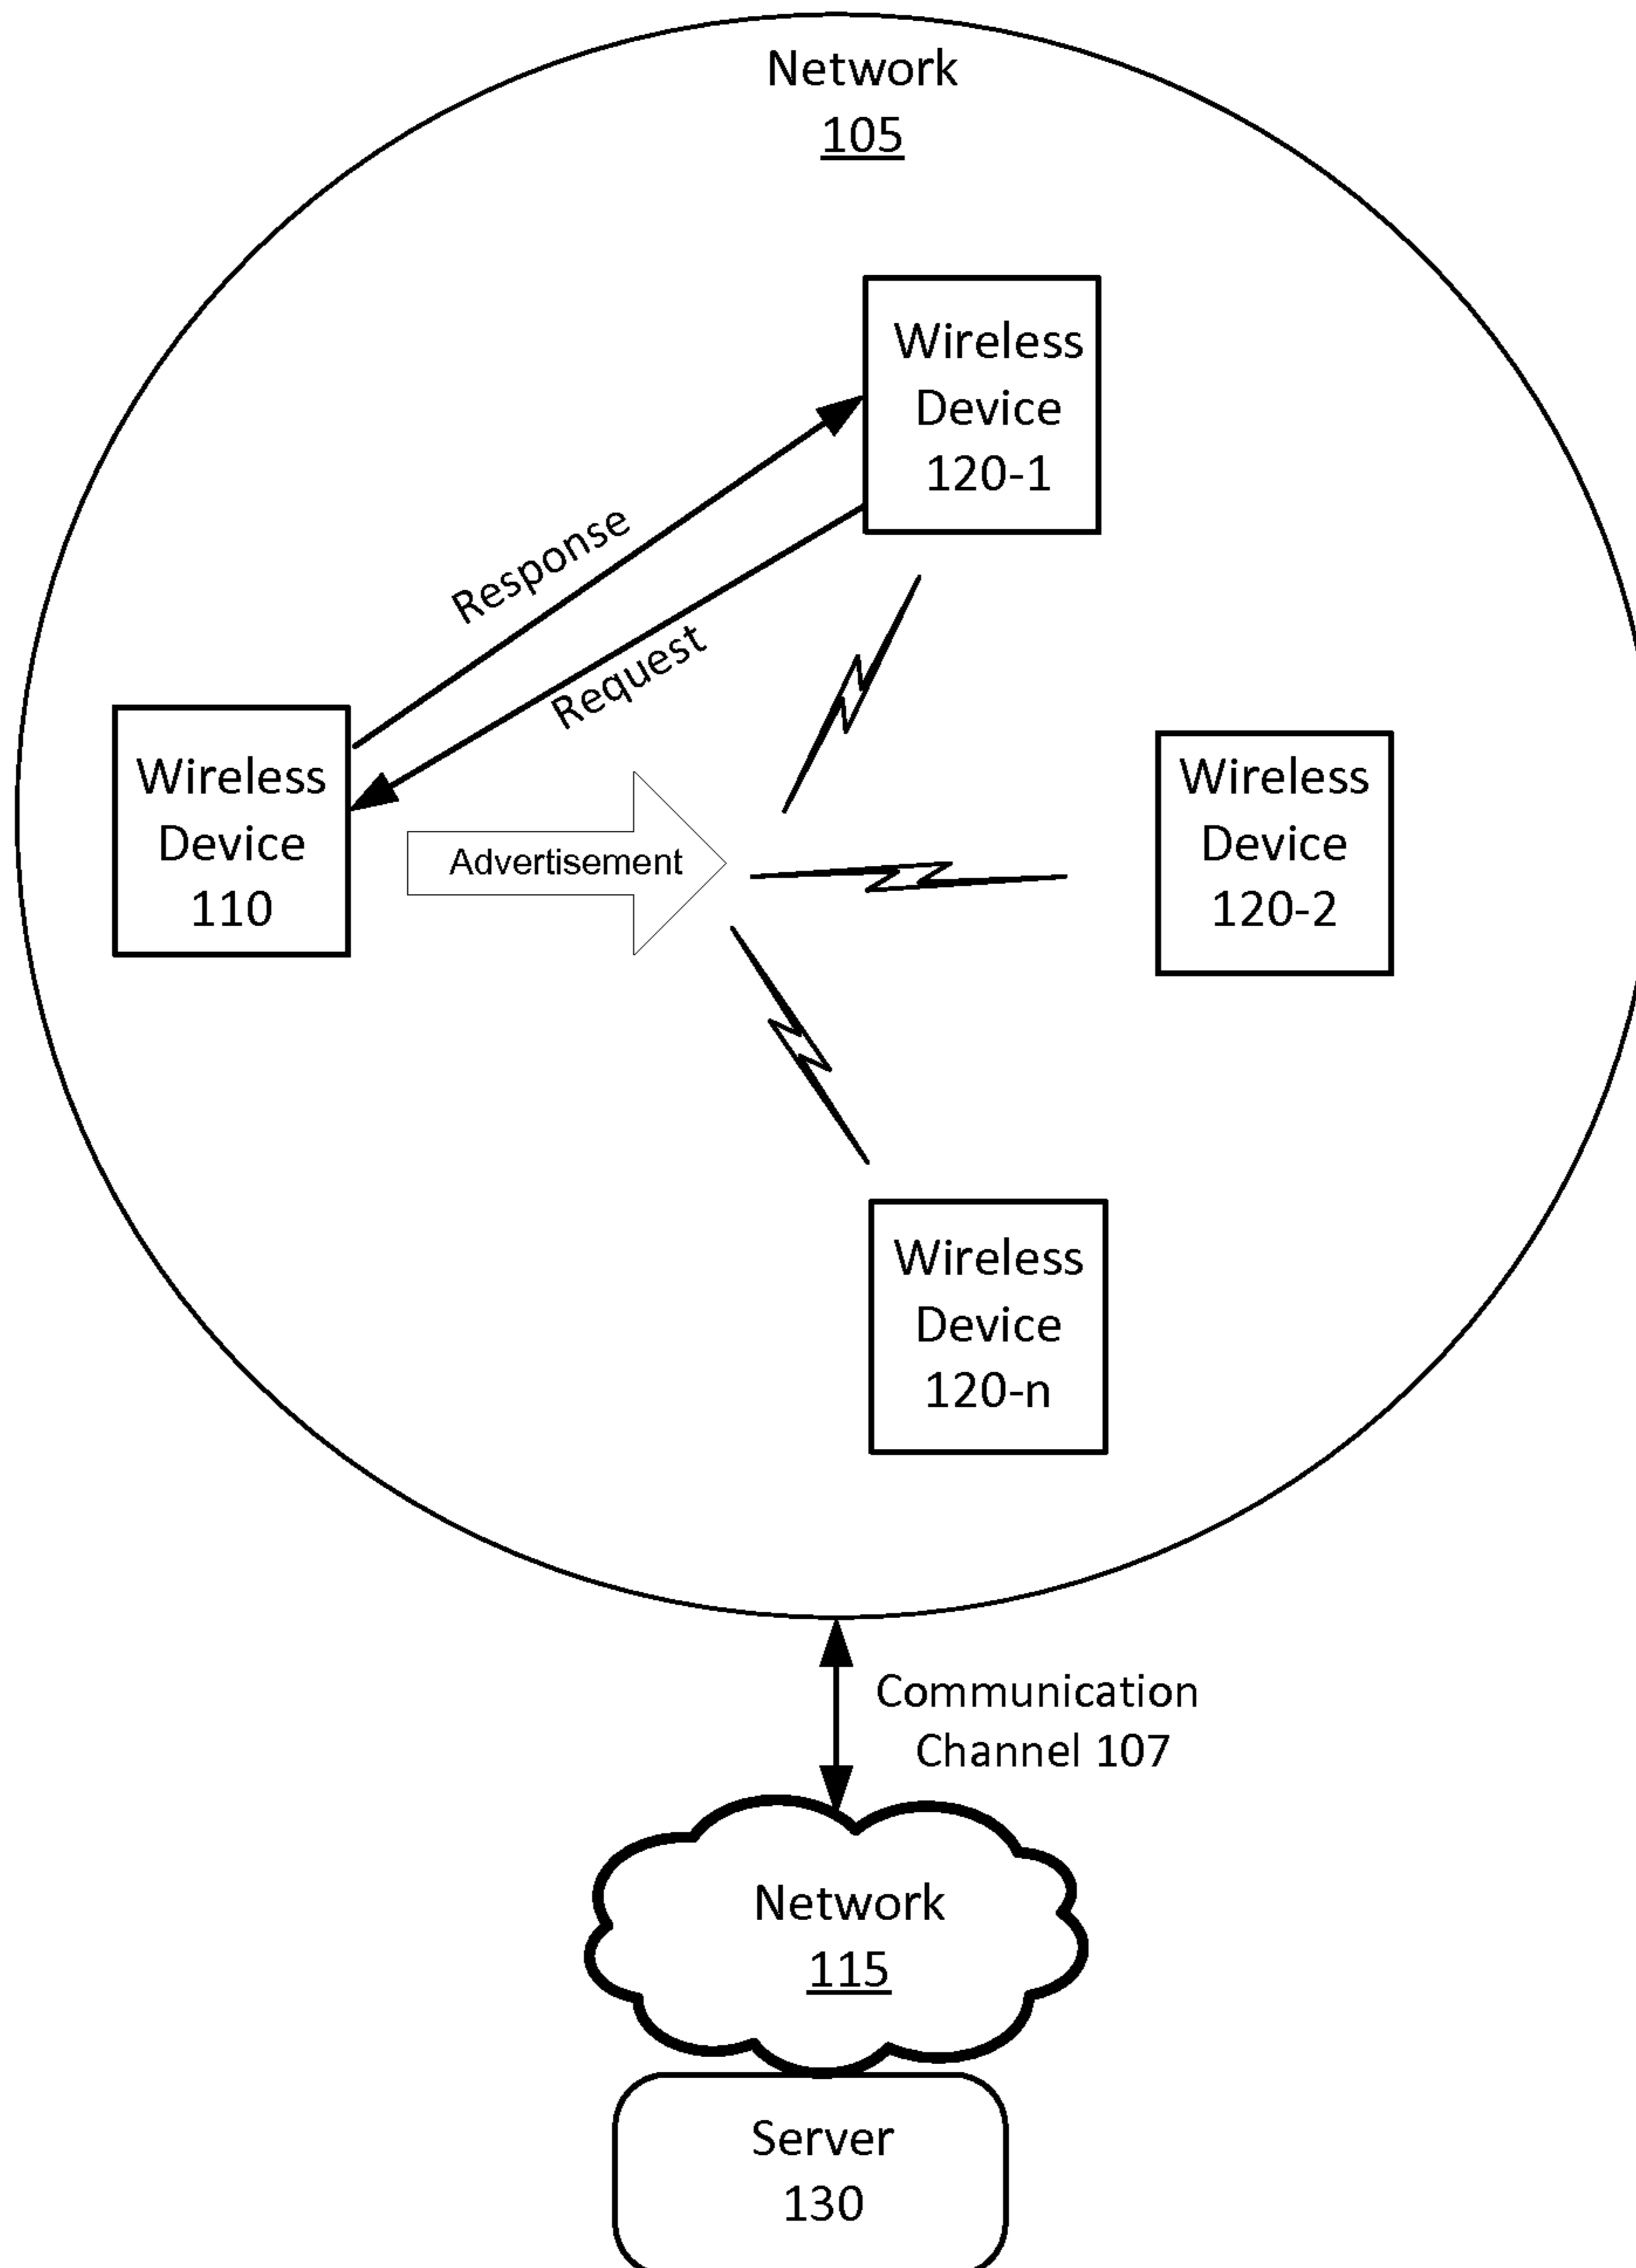 Network
105
Wireless
Device
120-1
Response
Request
Wireless
Device
110
Advertisement
Wireless
Device
120-2
Wireless
Device
120-n
Communication
Channel 107
Network
115
Server
130